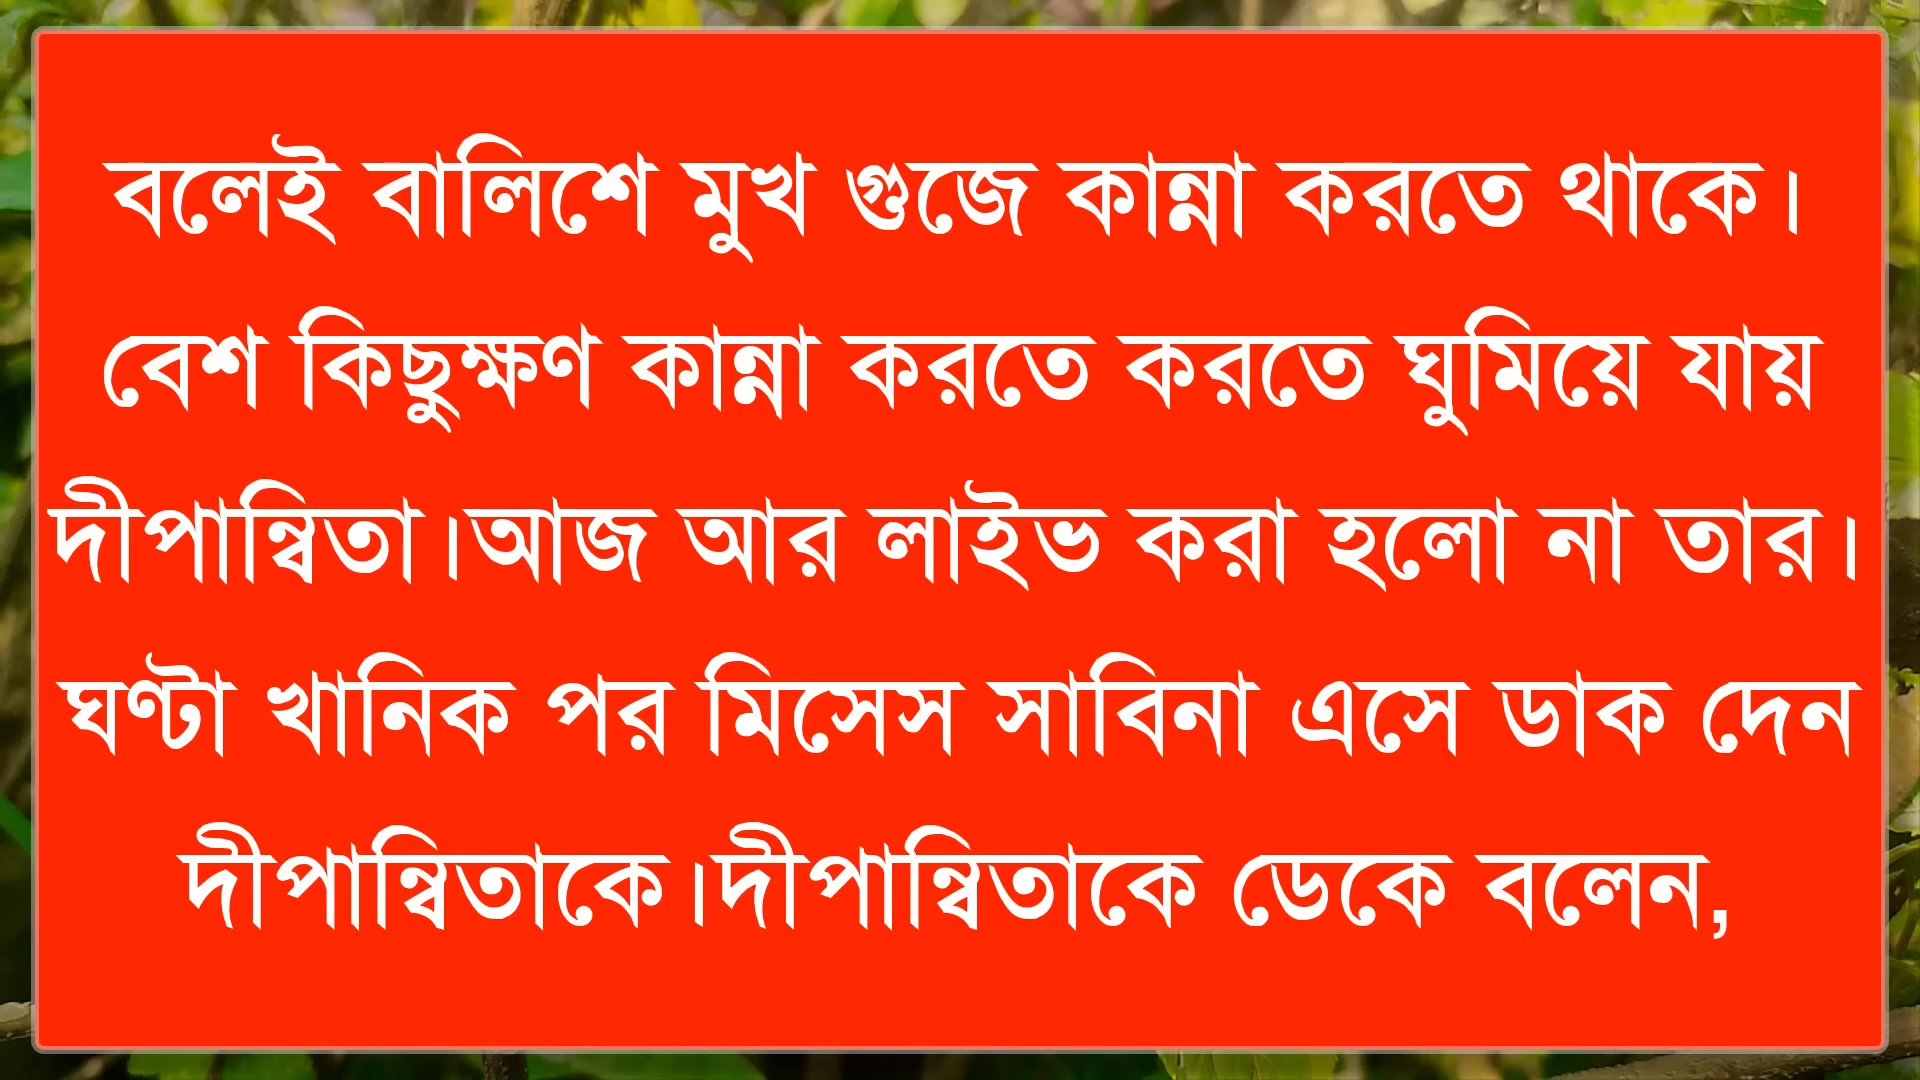 বলেই বালিশে মুখ গুজে কান্না করতে থাকে।
বেশ কিছুক্ষণ কান্না করতে করতে ঘুমিয়ে যায়
দীপান্বিতা।আজ আর লাইভ করা হলো না তার।
ঘণ্টা খানিক পর মিসেস সাবিনা এসে ডাক দেন
দীপান্বিতাকে।দীপান্বিতাকে ডেকে বলেন,